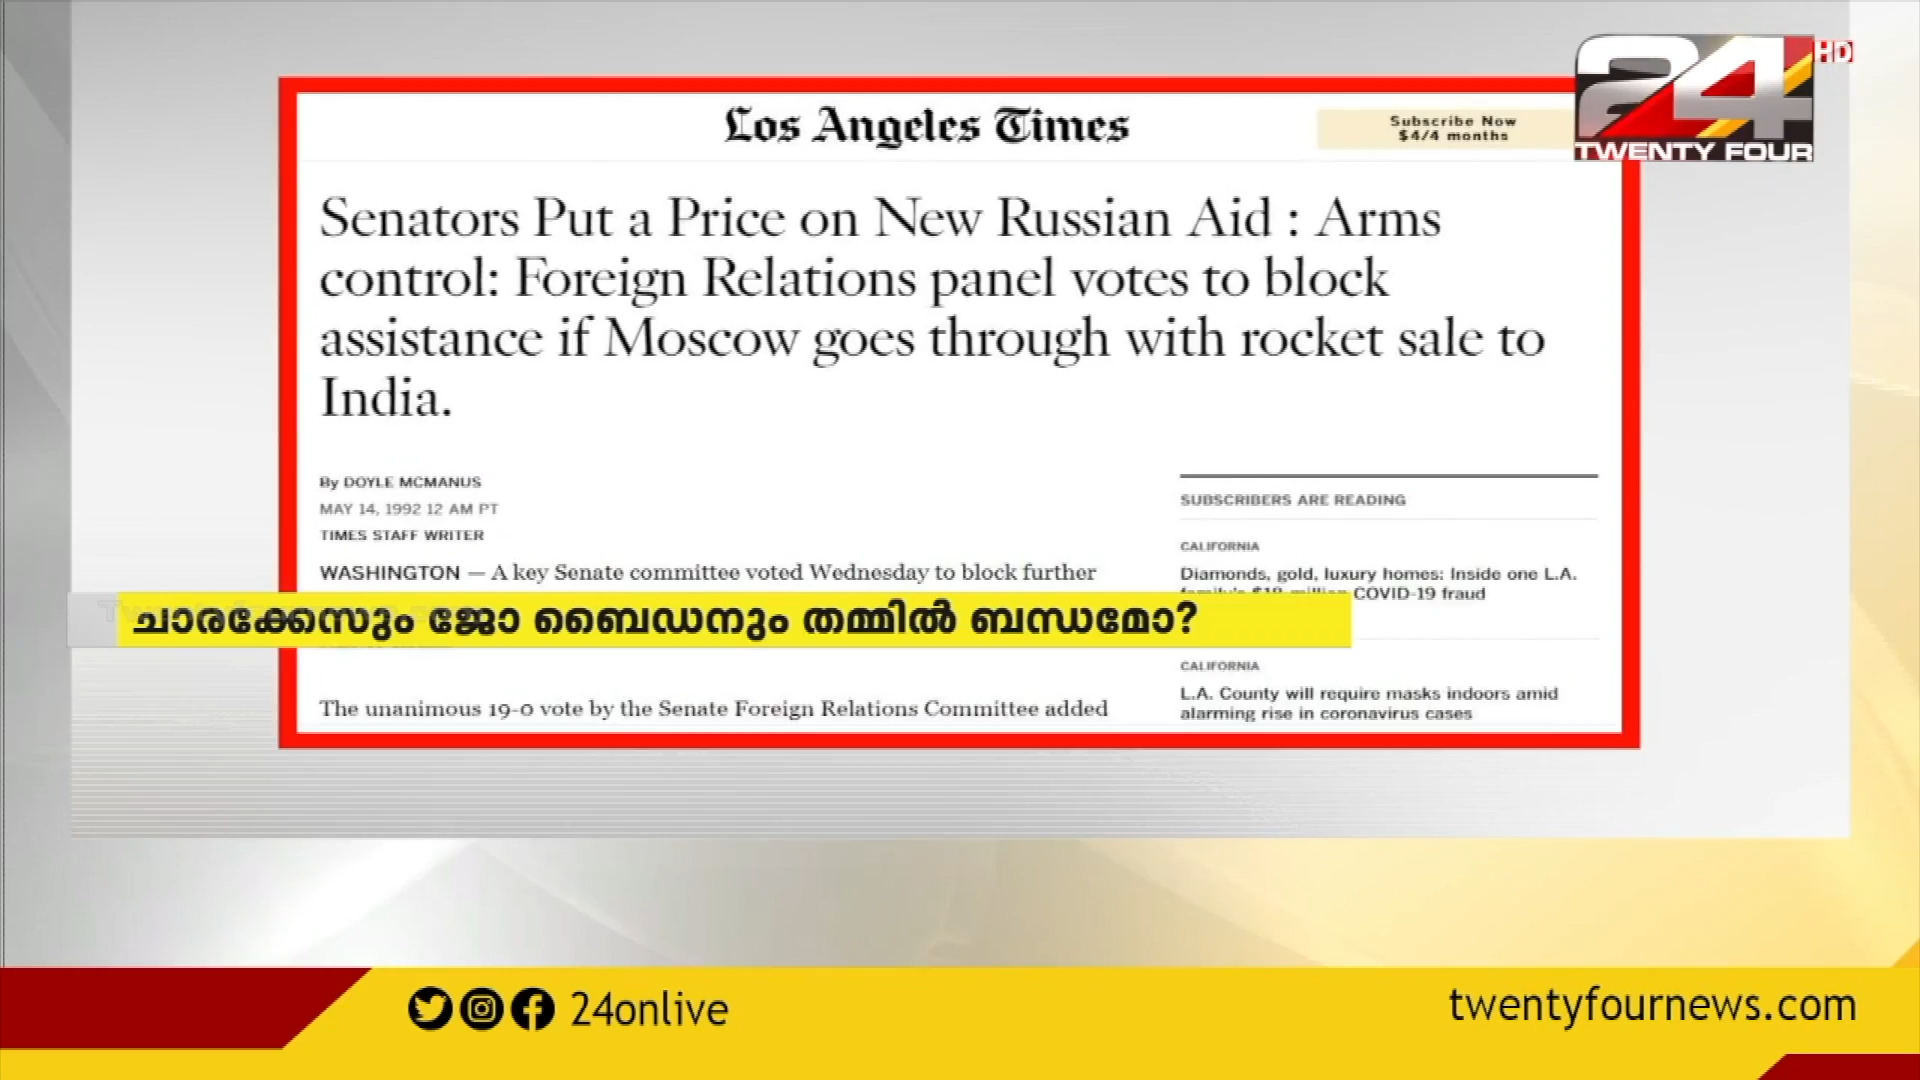 24 HD
TWENTY FOUR
Los Angeles Times
Subscribe Now
$4/4 months
Senators Put a Price on New Russian Aid : Arms
control: Foreign Relations panel votes to block
assistance if Moscow goes through with rocket sale to
India.
By DOYLE MCMANUS
MAY 14, 1992 12 AM PT
TIMES STAFF WRITER
WASHINGTON — A key Senate committee voted Wednesday to block further
The unanimous 19-0 vote by the Senate Foreign Relations Committee added
SUBSCRIBERS ARE READING
CALIFORNIA
Diamonds, gold, luxury homes: Inside one L.A.
family's $18 million COVID-19 fraud
CALIFORNIA
L.A. County will require masks indoors amid
alarming rise in coronavirus cases
ചാരക്കേസും ജോ ബൈഡനും തമ്മിൽ ബന്ധമോ?
24onlive
twentyfournews.com